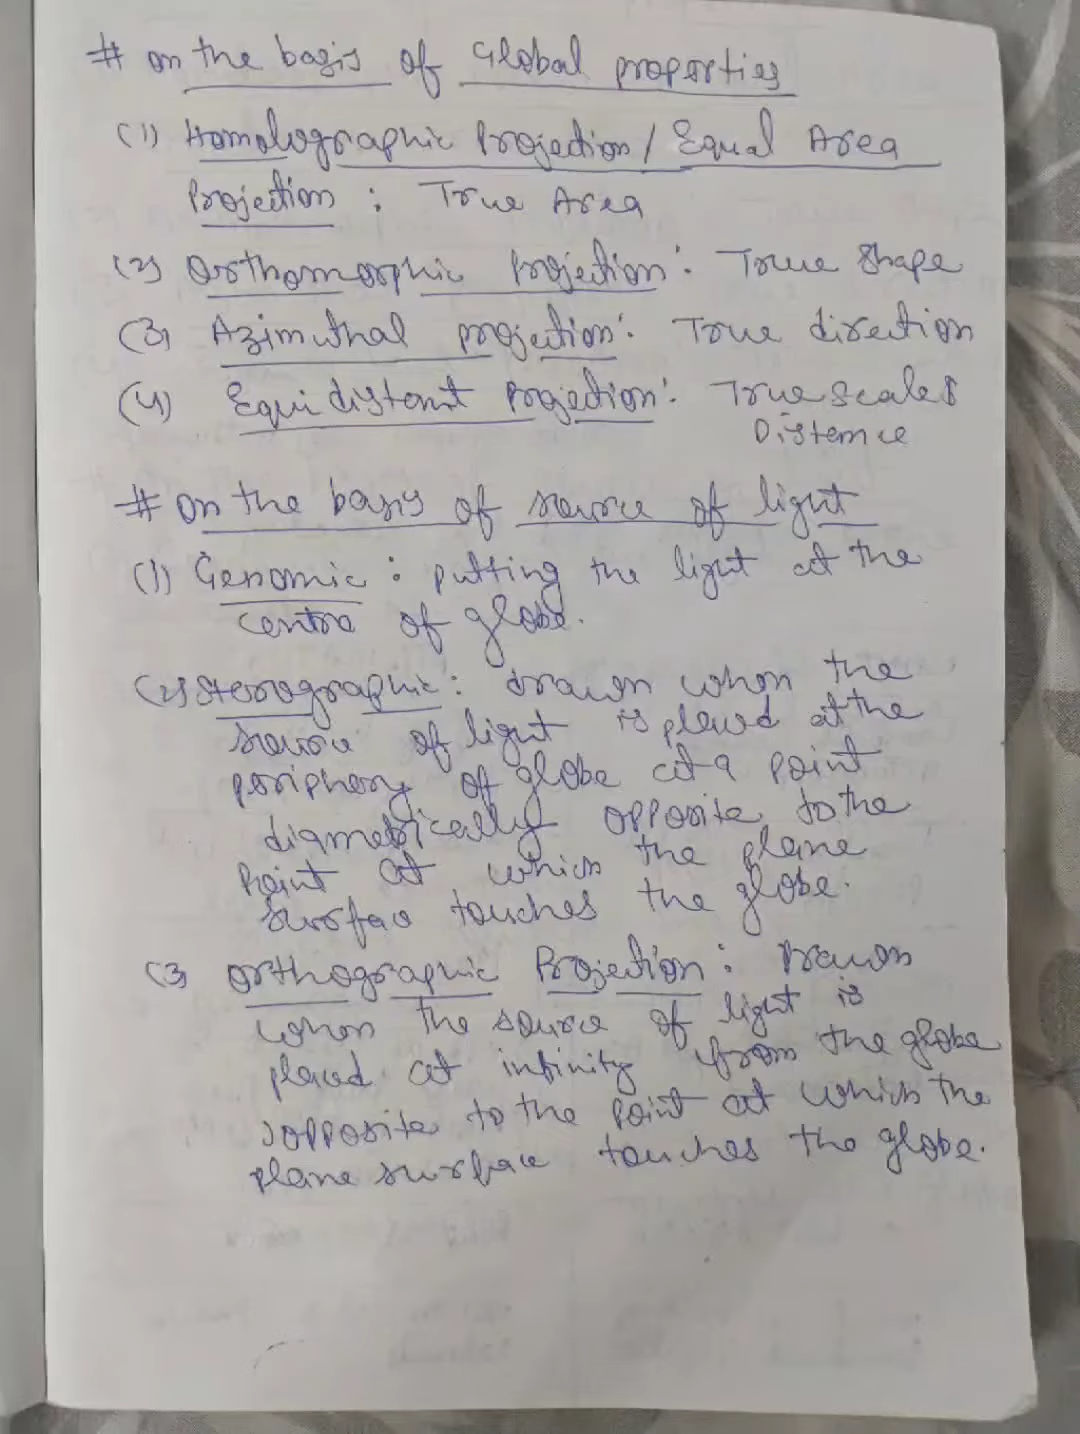 # on the basis of Global properties
(1) Homolographic Projection / Equal Area
Projection : True Area
(2) Orthomorphic Projection : True Shape
(3) Azimuthal projection : True direction
(4) Equidistant Projection : True scale &
Distance
# on the basis of source of light
(1) Genomic : putting the light at the
centre of globe.
(2) Sterographic : drawn when the
source of light is placed at the
periphery of globe at a point
diametrically opposite to the
Point at which the plane
surface touches the globe.
(3) Orthographic Projection : Drawn
when the source of light is
placed at infinity from the globe
opposite to the point at which the
plane surface touches the globe.